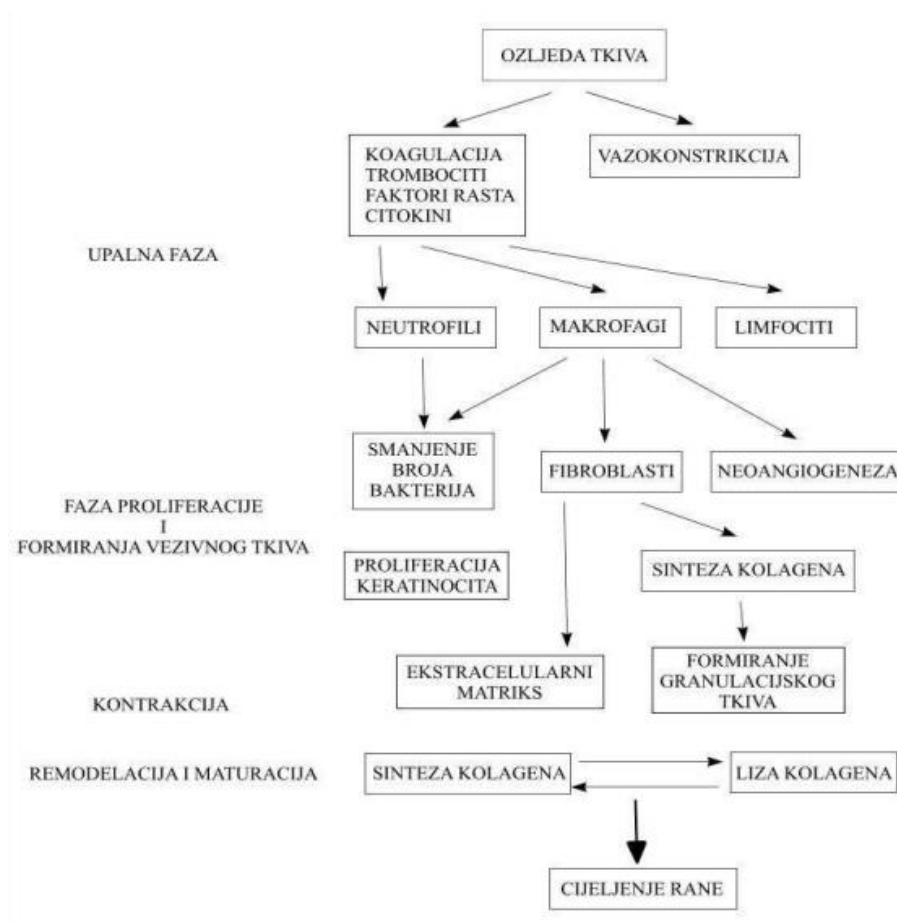 OZLJEDA TKIVA
KOAGULACIJA
TROMBOCITI
FAKTORI RASTA
CITOKINI
VAZOKONSTRIKCIJA
UPALNA FAZA
NEUTROFILI
MAKROFAGI
LIMFOCITI
SMANJENJE
BROJA
BAKTERIJA
FIBROBLASTI
NEOANGIOGENEZA
FAZA PROLIFERACIJE
I
FORMIRANJA VEZIVNOG TKIVA
PROLIFERACIJA
KERATINOCITA
SINTEZA KOLAGENA
EKSTRACELULARNI
MATRIKS
FORMIRANJE
GRANULACIJSKOG
TKIVA
KONTRAKCIJA
REMODELACIJA I MATURACIJA
SINTEZA KOLAGENA
LIZA KOLAGENA
CIJELJENJE RANE